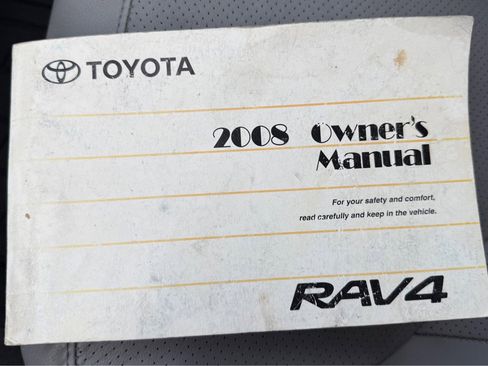 TOYOTA
2008 Owner's
Manual
For your safety and comfort,
read carefully and keep in the vehicle.
RAV4